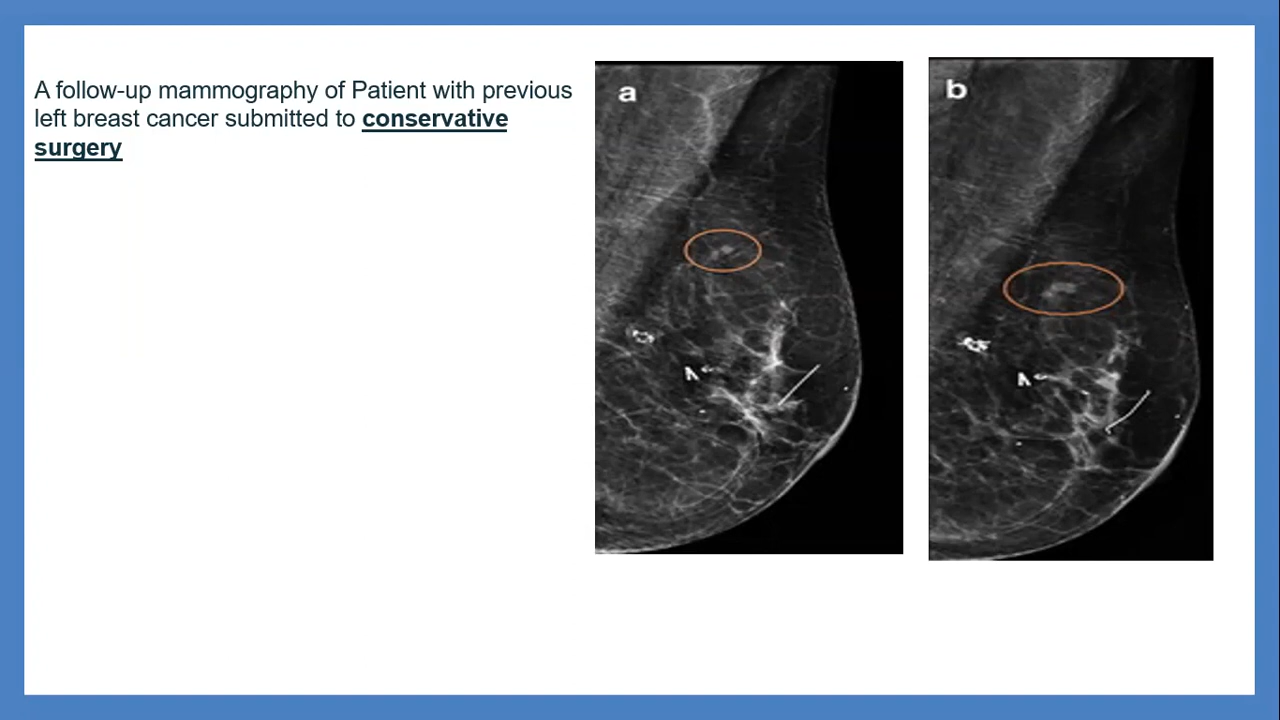 A follow-up mammography of Patient with previous
left breast cancer submitted to conservative
surgery
a
b